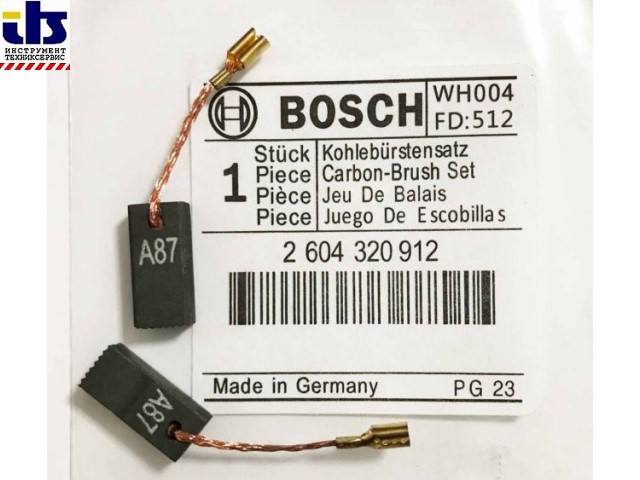 its
ИНСТРУМЕНТ
ТЕХНИКСЕРВИС
BOSCH
WH004
FD:512
1
Stück Kohlebürstensatz
Piece Carbon-Brush Set
Pièce Jeu De Balais
Piece Juego De Escobillas
2 604 320 912
Made in Germany PG 23
A87
A87